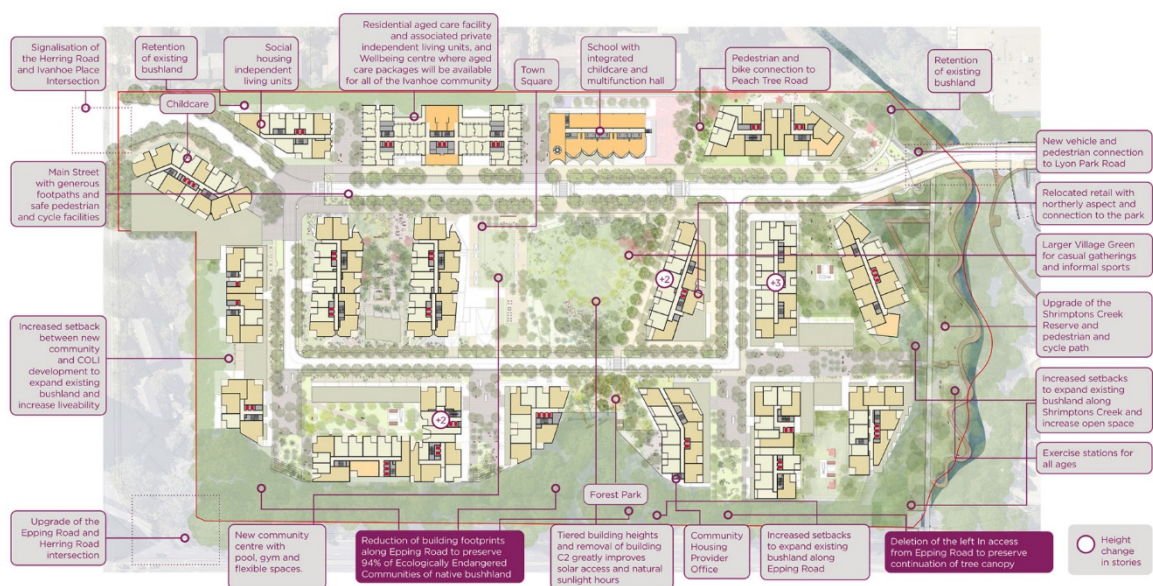 Signalisation of
the Herring Road
and Ivanhoe Place
Intersection
Retention
of existing
bushland
Social
housing
independent
living units
Residential aged care facility
and associated private
independent living units, and
Wellbeing centre where aged
care packages will be available
for all of the Ivanhoe community
Town
Square
School with
integrated
childcare and
multifunction hall
Pedestrian and
bike connection to
Peach Tree Road
Retention
of existing
bushland
Childcare
Main Street
with generous
footpaths and
safe pedestrian
and cycle facilities
New vehicle and
pedestrian connection
to Lyon Park Road
Relocated retail with
northerly aspect and
connection to the park
Larger Village Green
for casual gatherings
and informal sports
+2
+3
Increased setback
between new
community
and COLI
development to
expand existing
bushland and
increase liveability
Upgrade of the
Shrimptons Creek
Reserve and
pedestrian and
cycle path
Increased setbacks
to expand existing
bushland along
Shrimptons Creek and
increase open space
+2
Exercise stations for
all ages
Forest Park
Upgrade of the
Epping Road and
Herring Road
intersection
New community
centre with
pool, gym and
flexible spaces.
Reduction of building footprints
along Epping Road to preserve
94% of Ecologically Endangered
Communities of native bushhland
Tiered building heights
and removal of building
C2 greatly improves
solar access and natural
sunlight hours
Community
Housing
Provider
Office
Increased setbacks
to expand existing
bushland along
Epping Road
Deletion of the left In access
from Epping Road to preserve
continuation of tree canopy
Height
change
in stories